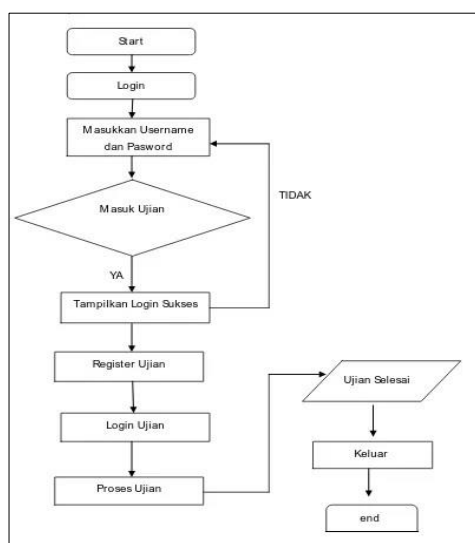 Start
Login
Masukkan Username
dan Pasword
TIDAK
Masuk Ujian
YA
Tampilkan Login Sukses
Register Ujian
Login Ujian
Proses Ujian
Ujian Selesai
Keluar
end